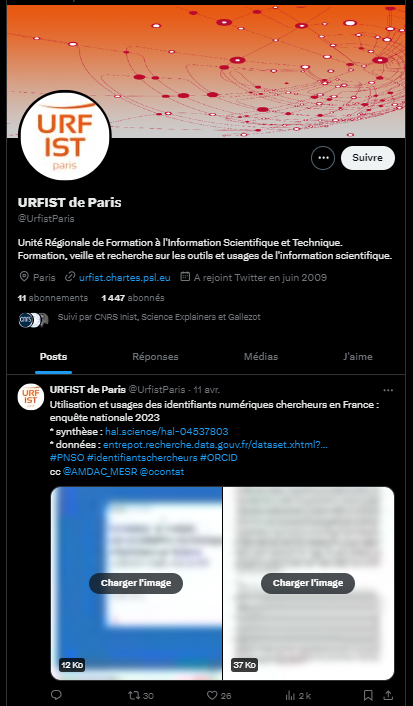 URF
IST
paris
Suivre
URFIST de Paris
@UrfistParis
Unité Régionale de Formation à l'Information Scientifique et Technique.
Formation, veille et recherche sur les outils et usages de l'information scientifique.
Paris urfist.chartes.psl.eu A rejoint Twitter en juin 2009
11 abonnements 1 447 abonnés
Suivi par CNRS Inist, Science Explainers et Gallezot
Posts Réponses Médias J'aime
URFIST de Paris @UrfistParis · 11 avr.
Utilisation et usages des identifiants numériques chercheurs en France :
enquête nationale 2023
* synthèse : hal.science/hal-04537803
* données : entrepot.recherche.data.gouv.fr/dataset.xhtml?...
#PNSO #identifiantschercheurs #ORCID
cc @AMDAC_MESR @ocontat
Charger l'image Charger l'image
12 Ko 37 Ko
30 26 2 k